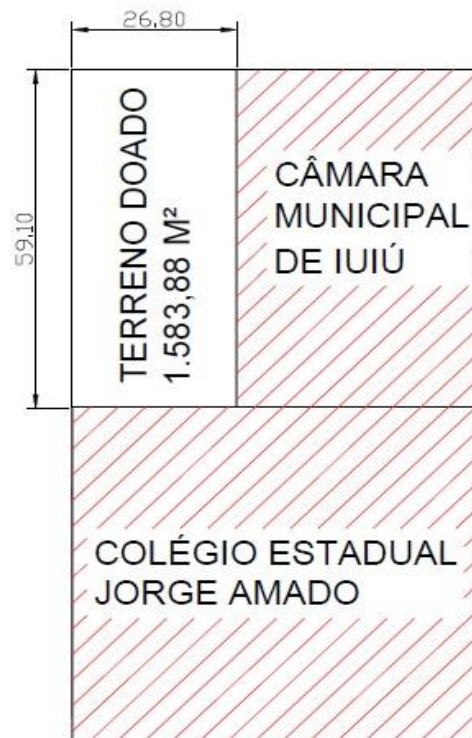 26,80
59,10
TERRENO DOADO
1.583,88 M²
CÂMARA
MUNICIPAL
DE IUIÚ
COLÉGIO ESTADUAL
JORGE AMADO